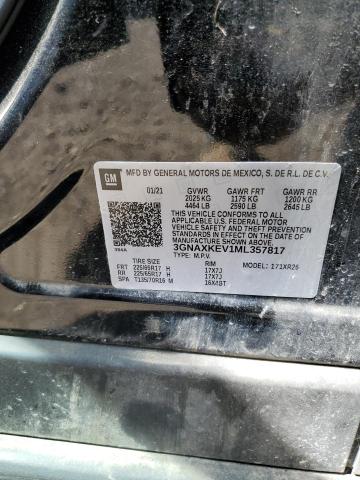 GM
MFD BY GENERAL MOTORS DE MEXICO, S. DE R.L. DE C.V.
01/21 GVWR GAWR FRT GAWR RR
2025 KG 1175 KG 1200 KG
4464 LB 2590 LB 2645 LB
THIS VEHICLE CONFORMS TO ALL
APPLICABLE U.S. FEDERAL MOTOR
VEHICLE SAFETY AND THEFT PREVENTION
STANDARDS IN EFFECT ON THE DATE OF
MANUFACTURE SHOWN ABOVE.
3GNAXKEV1ML357817
TYPE: M.P.V. MODEL: 171XR26
TIRE SIZE RIM
FRT 225/65R17 H 17X7J
RR 225/65R17 H 17X7J
SPA T135/70R16 M 16X4BT